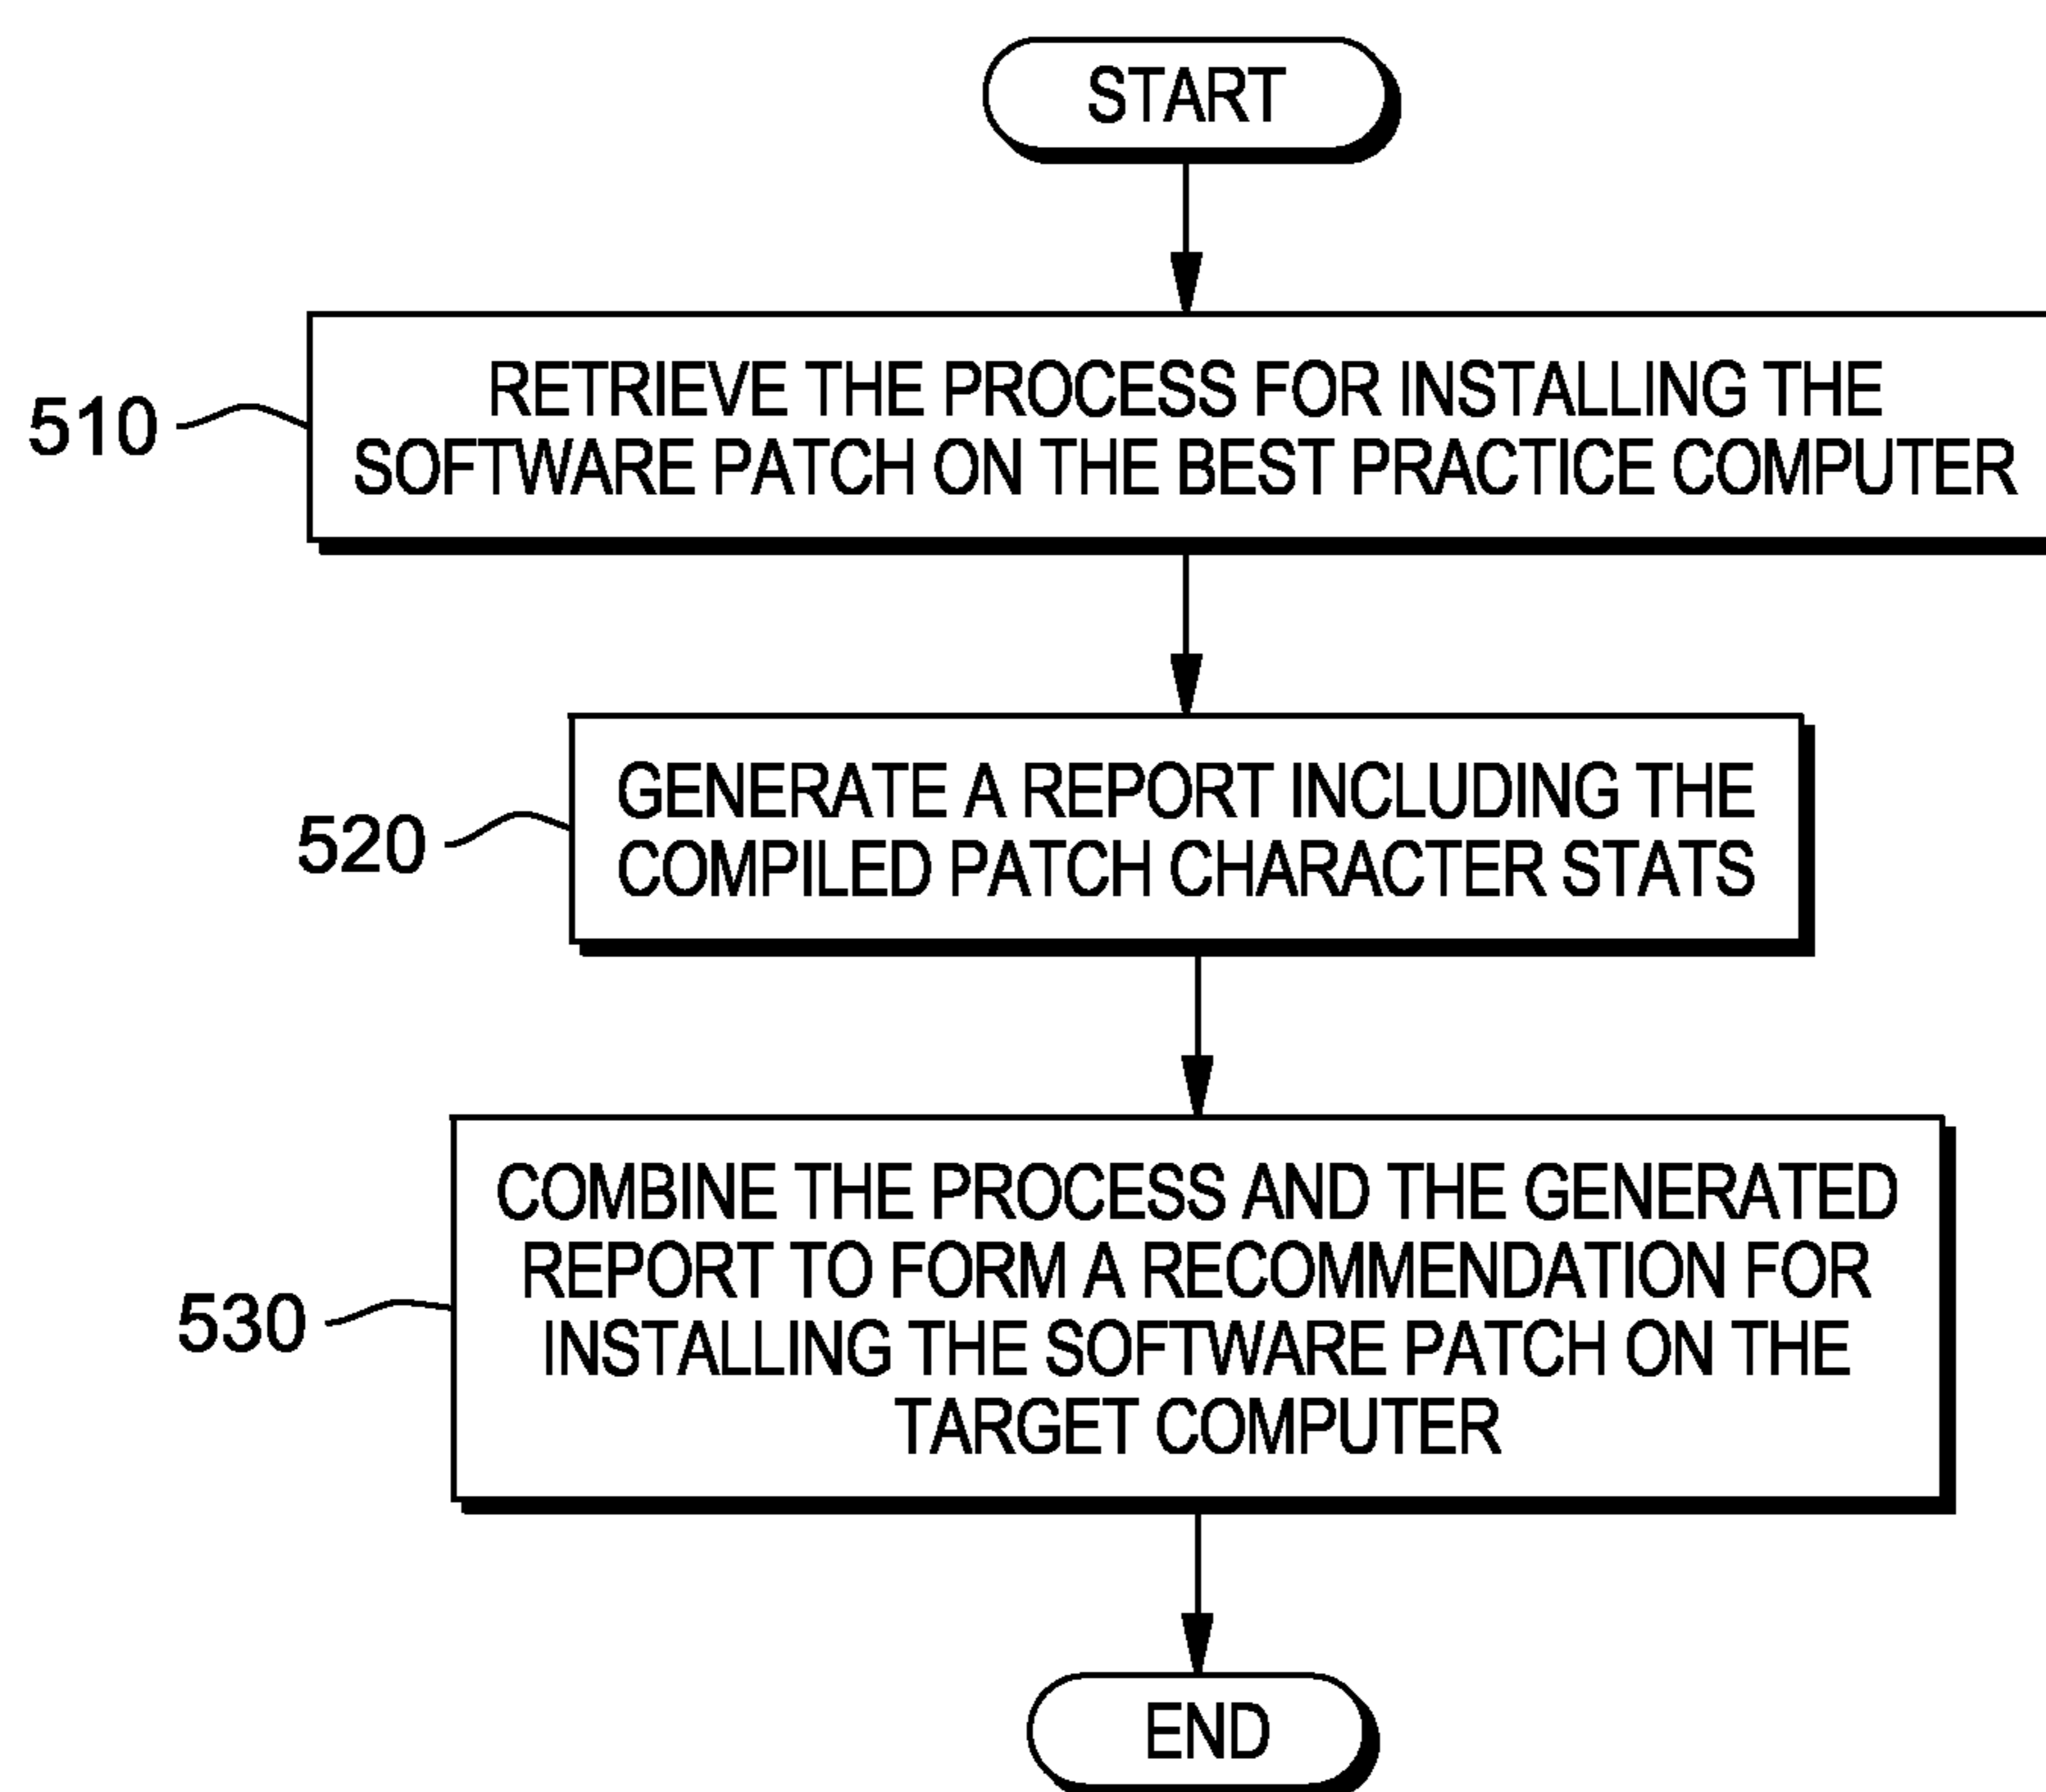 START
510
RETRIEVE THE PROCESS FOR INSTALLING THE
SOFTWARE PATCH ON THE BEST PRACTICE COMPUTER
520
GENERATE A REPORT INCLUDING THE
COMPILED PATCH CHARACTER STATS
530
COMBINE THE PROCESS AND THE GENERATED
REPORT TO FORM A RECOMMENDATION FOR
INSTALLING THE SOFTWARE PATCH ON THE
TARGET COMPUTER
END